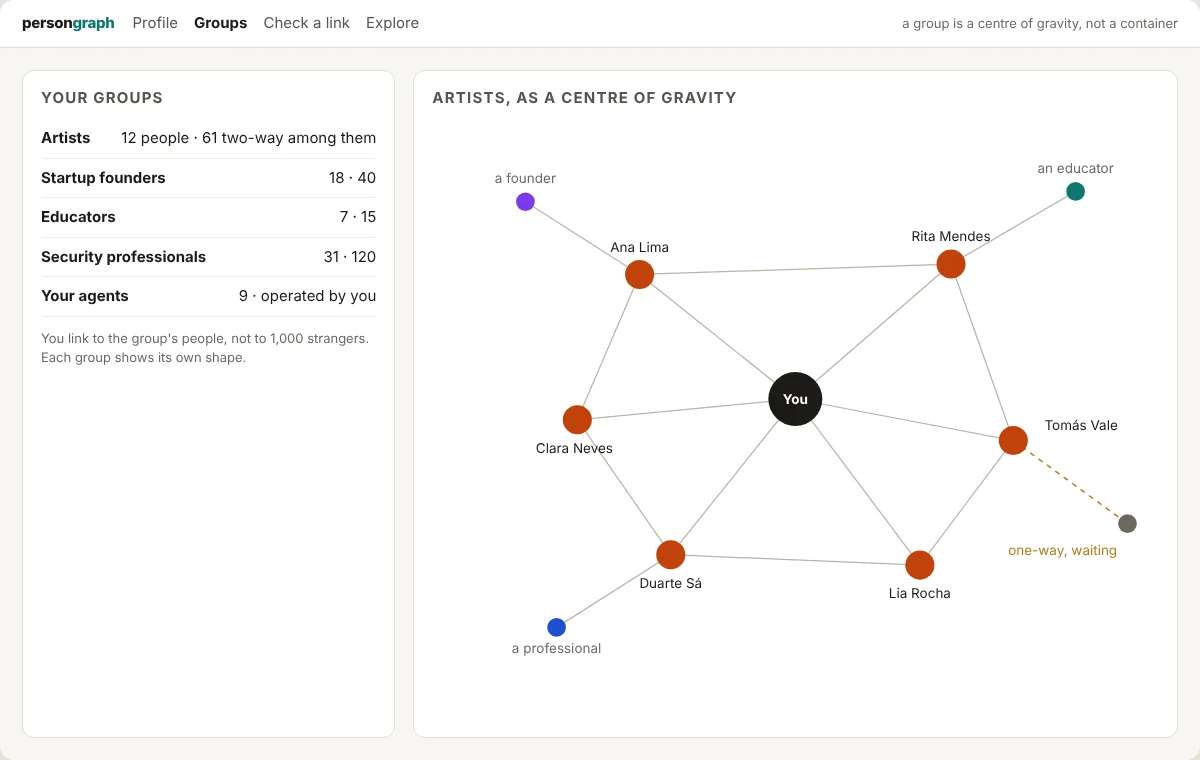 persongraph Profile Groups Check a link Explore a group is a centre of gravity, not a container
YOUR GROUPS
Artists 12 people · 61 two-way among them
Startup founders 18 · 40
Educators 7 · 15
Security professionals 31 · 120
Your agents 9 · operated by you
You link to the group's people, not to 1,000 strangers.
Each group shows its own shape.
ARTISTS, AS A CENTRE OF GRAVITY
an educator
a founder
Rita Mendes
Ana Lima
You
Tomás Vale
Clara Neves
one-way, waiting
Duarte Sá
Lia Rocha
a professional